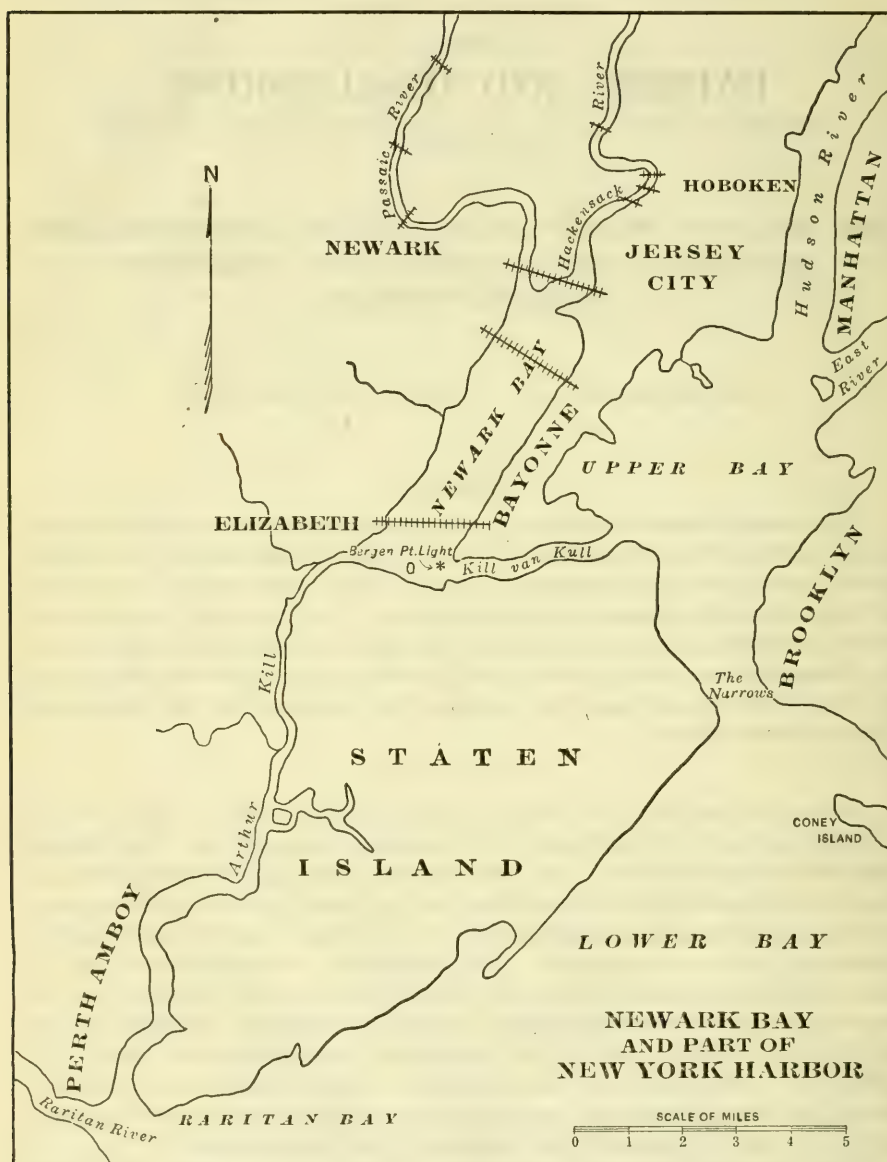 Passaic River
Hackensack River
N
HOBOKEN
NEWARK
JERSEY
CITY
Hudson River
MANHATTAN
East
River
NEWARK BAY
BAYONNE
UPPER BAY
ELIZABETH
Bergen Pt. Light
Kill van Kull
BROOKLYN
The
Narrows
Arthur Kill
STATEN
ISLAND
CONEY
ISLAND
PERTH AMBOY
LOWER BAY
NEWARK BAY
AND PART OF
NEW YORK HARBOR
Raritan River
RARITAN BAY
SCALE OF MILES
0 1 2 3 4 5